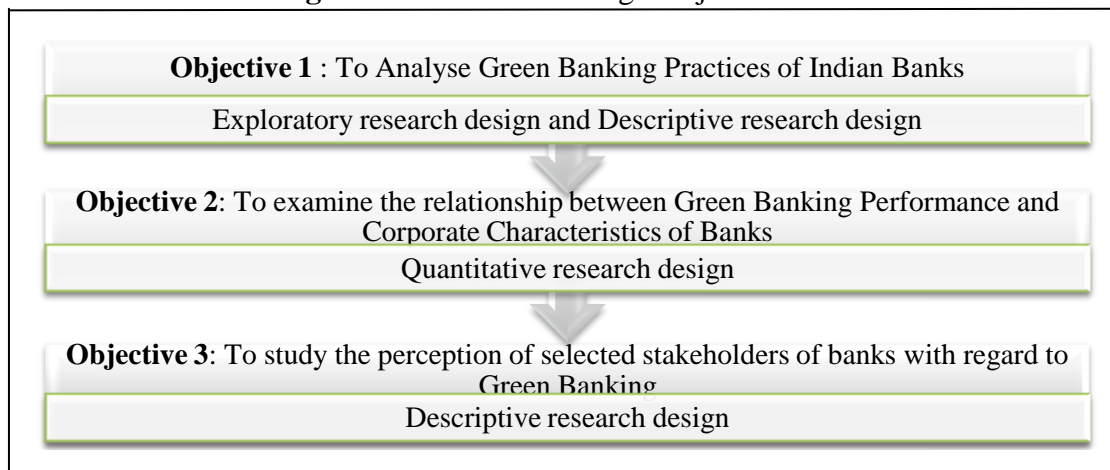 Objective 1 : To Analyse Green Banking Practices of Indian Banks
Exploratory research design and Descriptive research design
Objective 2: To examine the relationship between Green Banking Performance and
Corporate Characteristics of Banks
Quantitative research design
Objective 3: To study the perception of selected stakeholders of banks with regard to
Green Banking
Descriptive research design